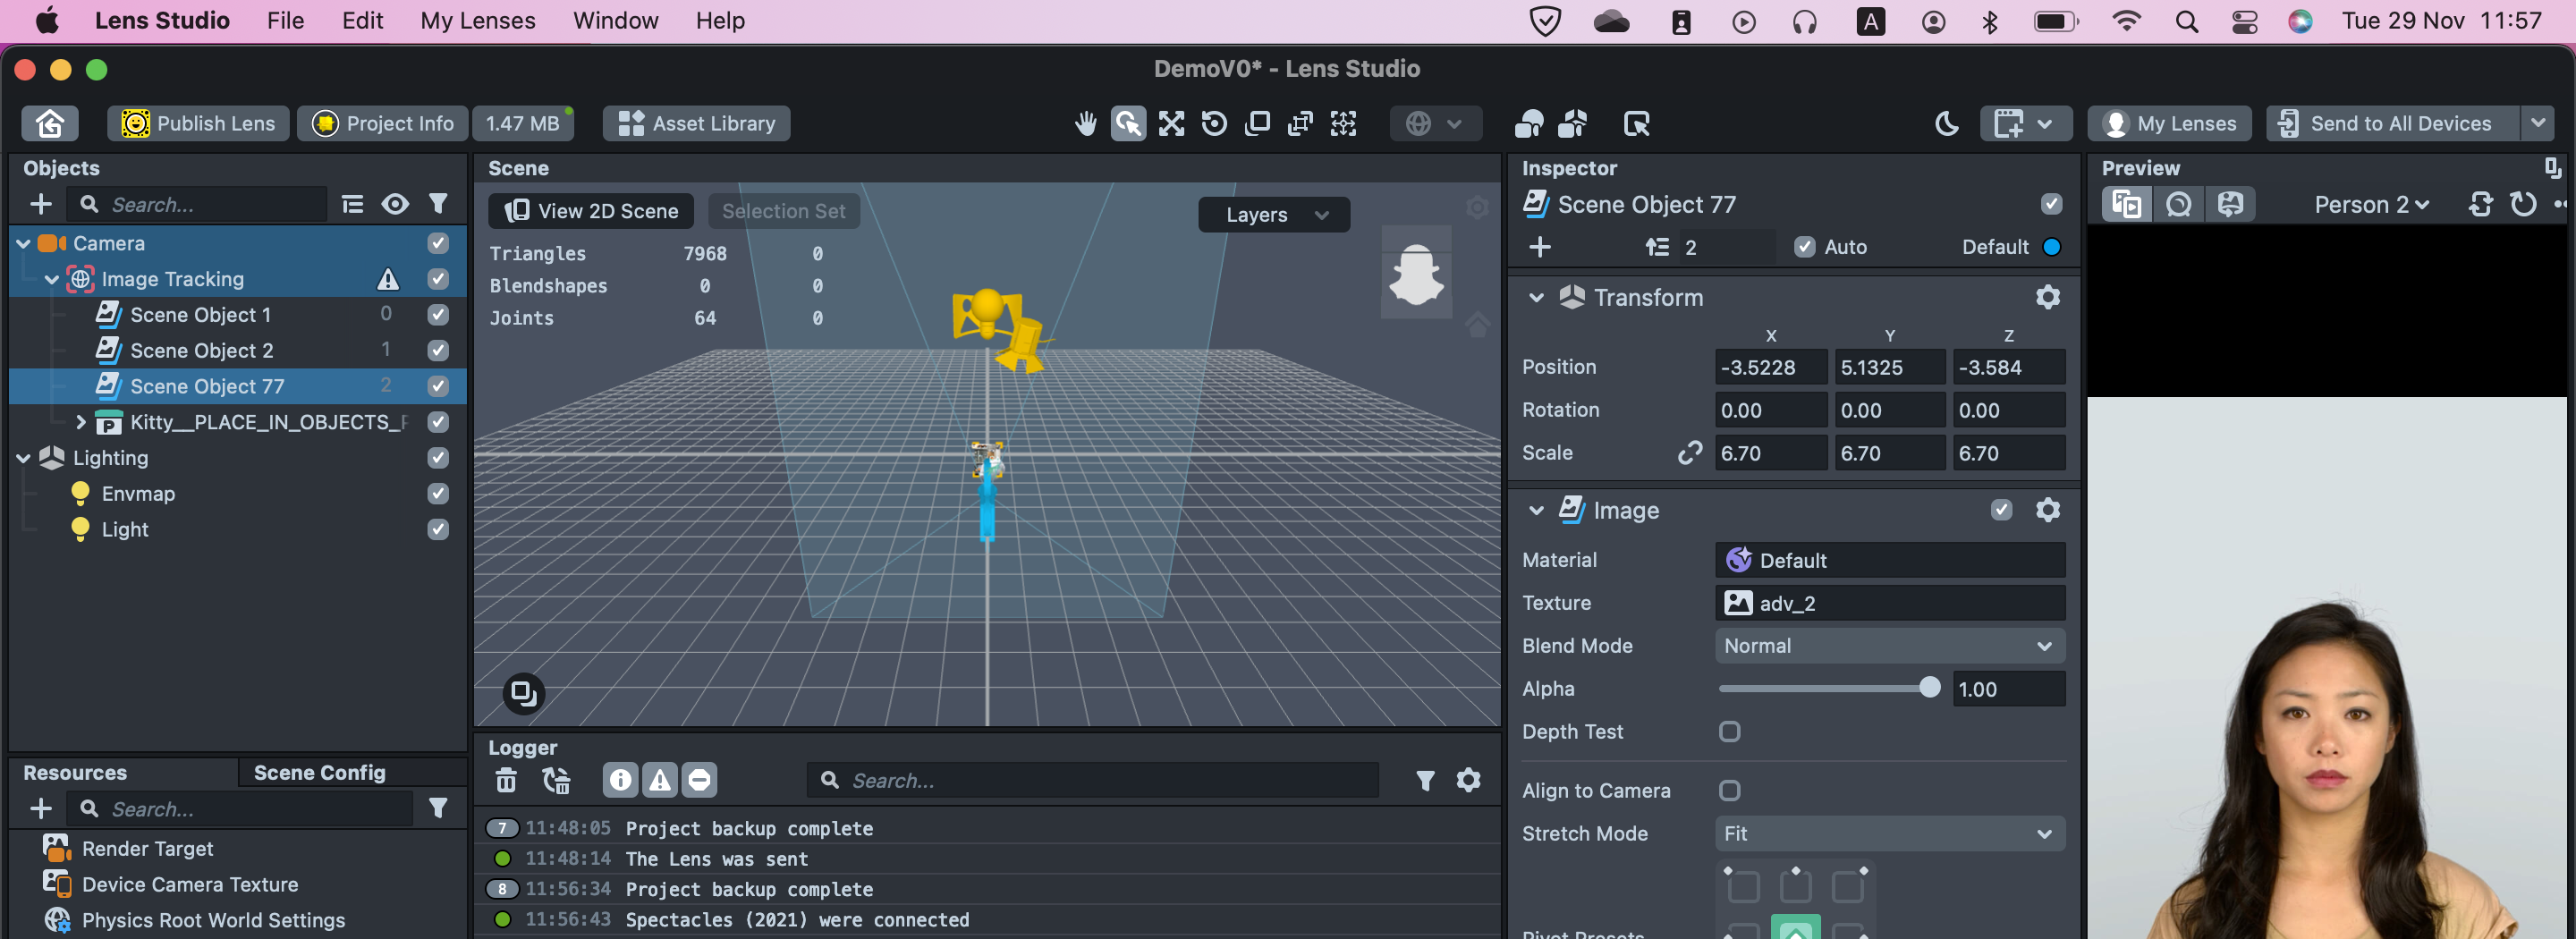 Lens Studio File Edit My Lenses Window Help A Tue 29 Nov 11:57
DemoV0* - Lens Studio
Publish Lens Project Info 1.47 MB Asset Library My Lenses Send to All Devices
Objects
Search...
Camera
Image Tracking
Scene Object 1 0
Scene Object 2 1
Scene Object 77 2
P Kitty__PLACE_IN_OBJECTS_
Lighting
Envmap
Light
Resources Scene Config
Search...
Render Target
Device Camera Texture
Physics Root World Settings
Scene
View 2D Scene Selection Set Layers
Triangles 7968 0
Blendshapes 0 0
Joints 64 0
Logger
Search...
7 11:48:05 Project backup complete
11:48:14 The Lens was sent
8 11:56:34 Project backup complete
11:56:43 Spectacles (2021) were connected
Inspector
Scene Object 77
2 Auto Default
Transform
X Y Z
Position -3.5228 5.1325 -3.584
Rotation 0.00 0.00 0.00
Scale 6.70 6.70 6.70
Image
Material Default
Texture adv_2
Blend Mode Normal
Alpha 1.00
Depth Test
Align to Camera
Stretch Mode Fit
Pivot Presets
Preview
Person 2